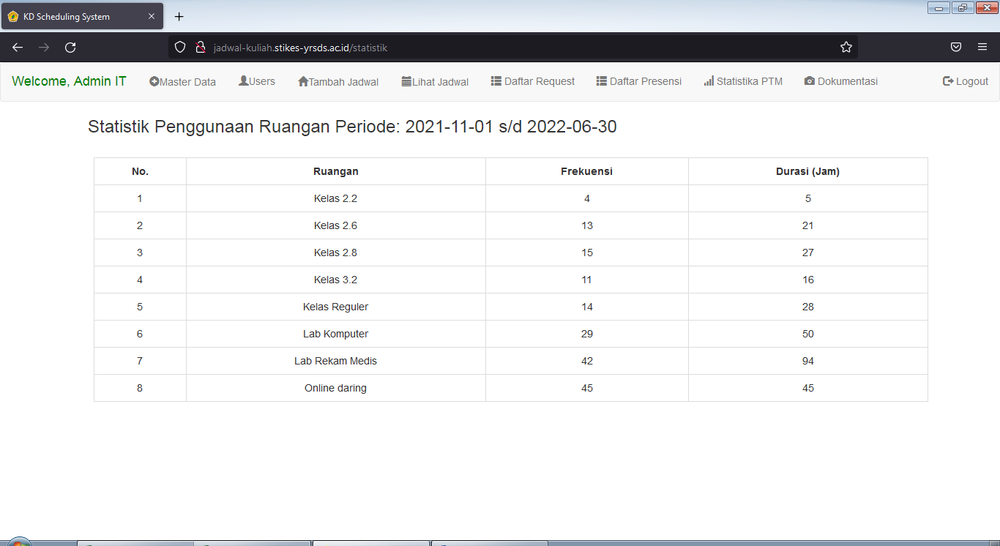 KD Scheduling System
jadwal-kuliah.stikes-yrsds.ac.id/statistik
Welcome, Admin IT Master Data Users Tambah Jadwal Lihat Jadwal Daftar Request Daftar Presensi Statistika PTM Dokumentasi Logout
Statistik Penggunaan Ruangan Periode: 2021-11-01 s/d 2022-06-30
No. Ruangan Frekuensi Durasi (Jam)
1 Kelas 2.2 4 5
2 Kelas 2.6 13 21
3 Kelas 2.8 15 27
4 Kelas 3.2 11 16
5 Kelas Reguler 14 28
6 Lab Komputer 29 50
7 Lab Rekam Medis 42 94
8 Online daring 45 45